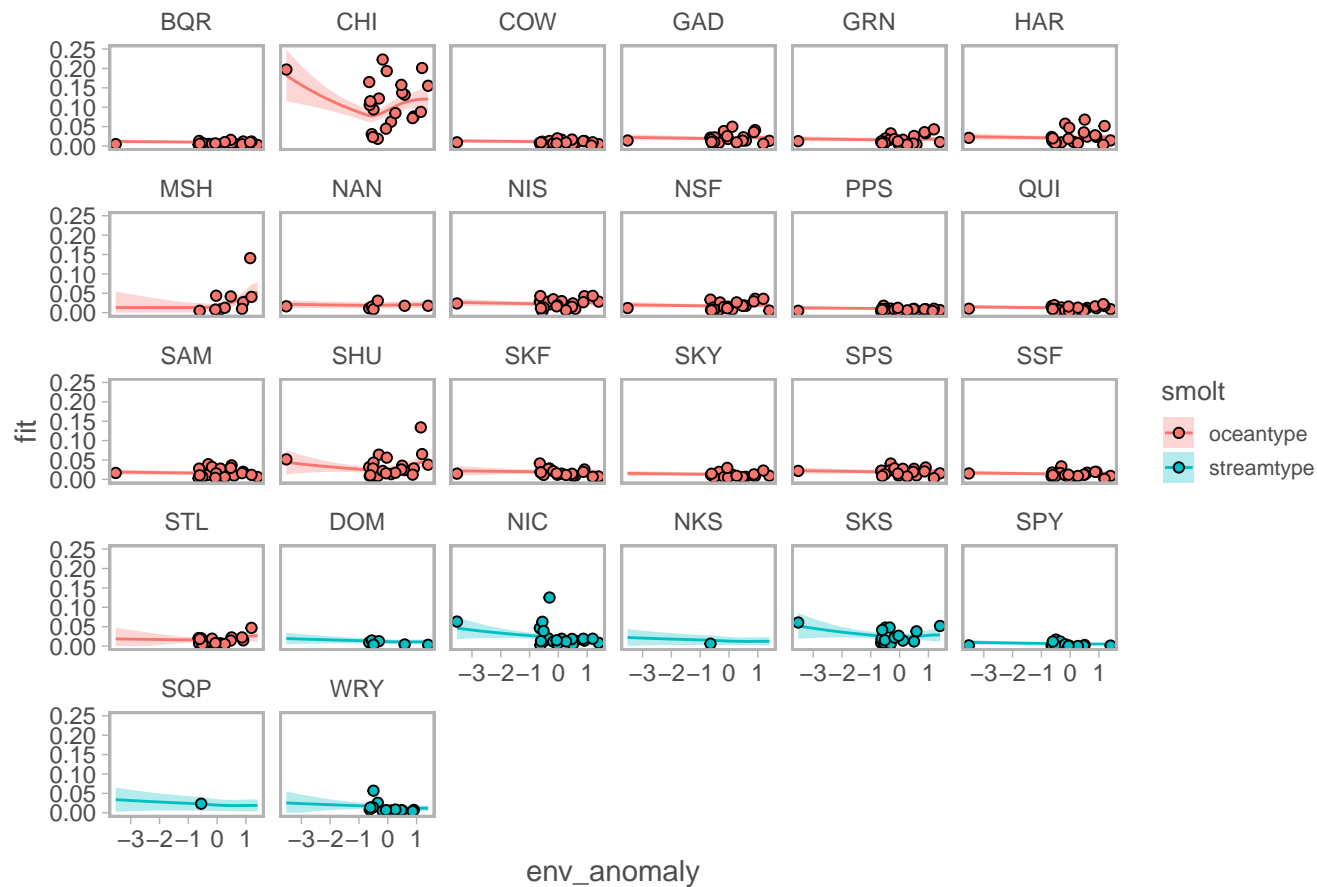 BQR CHI COW GAD GRN HAR
0.25
0.20
0.15
0.10
0.05
0.00
MSH NAN NIS NSF PPS QUI
0.25
0.20
0.15
0.10
0.05
0.00
SAM SHU SKF SKY SPS SSF
0.25
0.20
0.15
0.10
0.05
0.00
fit
smolt
oceantype
streamtype
STL DOM NIC NKS SKS SPY
0.25
0.20
0.15
0.10
0.05
0.00
−3 −2 −1 0 1 −3 −2 −1 0 1 −3 −2 −1 0 1 −3 −2 −1 0 1
SQP WRY
0.25
0.20
0.15
0.10
0.05
0.00
−3 −2 −1 0 1 −3 −2 −1 0 1
env_anomaly